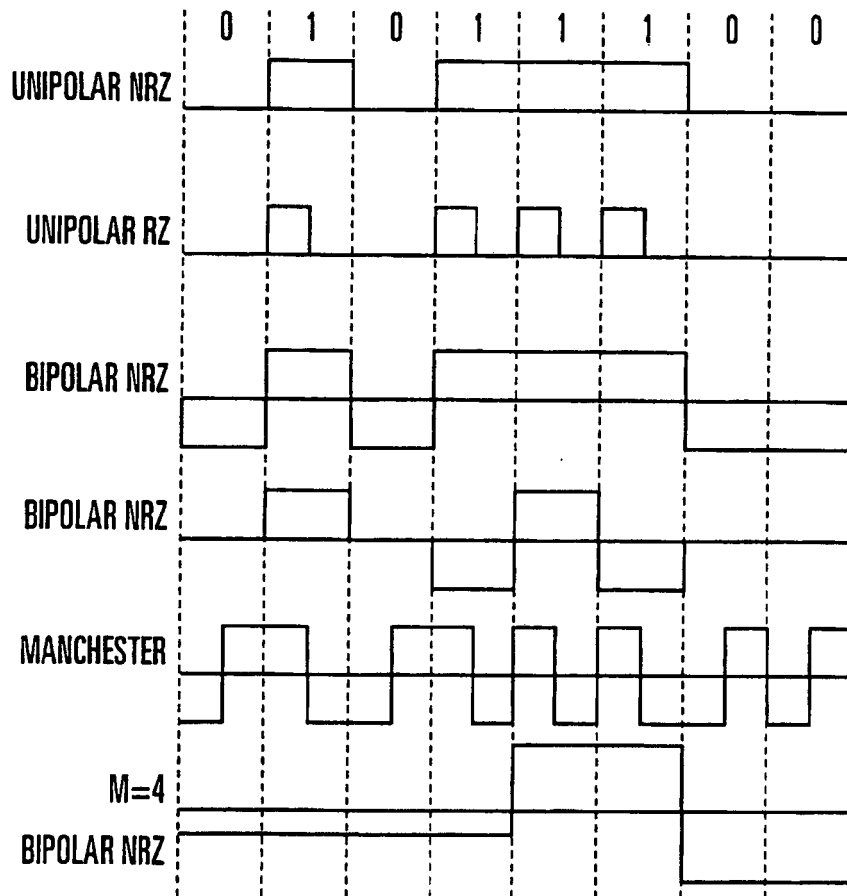 0 1 0 1 1 1 0 0
UNIPOLAR NRZ
UNIPOLAR RZ
BIPOLAR NRZ
BIPOLAR NRZ
MANCHESTER
M=4
BIPOLAR NRZ